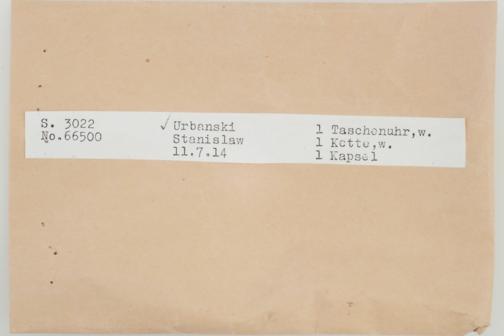 S. 3022
No.66500
✓ Urbanski
Stanislaw
11.7.14
1 Taschenuhr,w.
1 Kette,w.
1 Kapsel